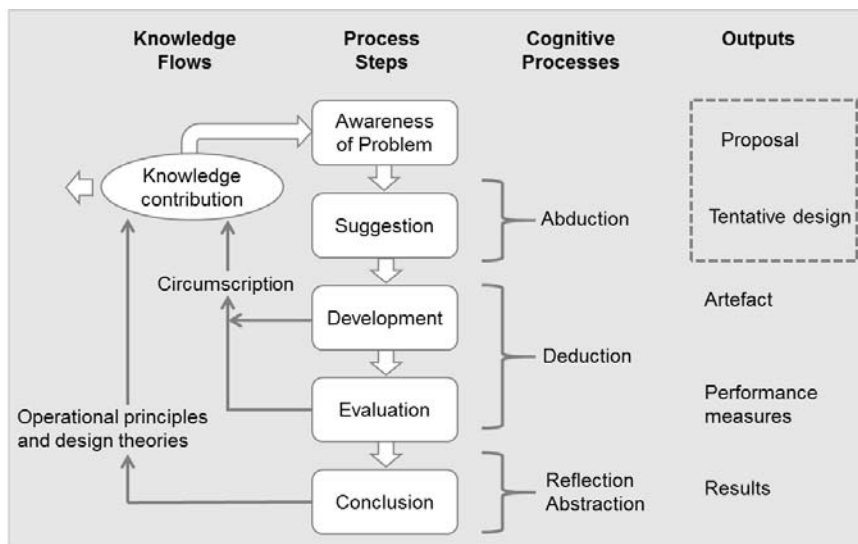 Knowledge
Flows
Process
Steps
Cognitive
Processes
Outputs
Awareness
of Problem
Proposal
Knowledge
contribution
Suggestion
Abduction
Tentative design
Circumscription
Development
Artefact
Deduction
Operational principles
and design theories
Evaluation
Performance
measures
Conclusion
Reflection
Abstraction
Results